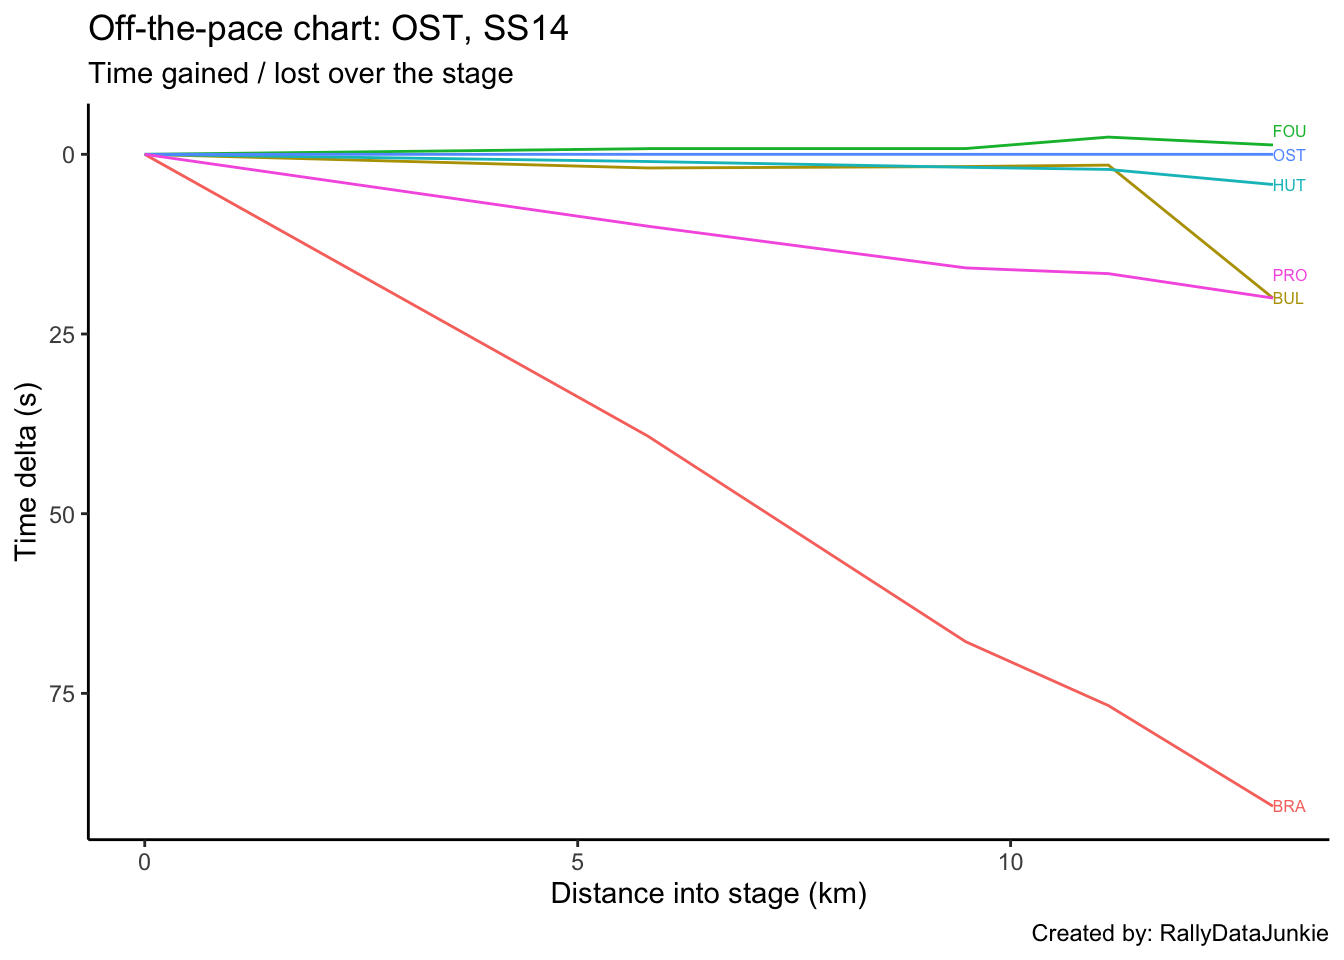 Off-the-pace chart: OST, SS14
Time gained / lost over the stage
FOU
0
OST
HUT
PRO
BUL
25
Time delta (s)
50
75
BRA
0 5 10
Distance into stage (km)
Created by: RallyDataJunkie